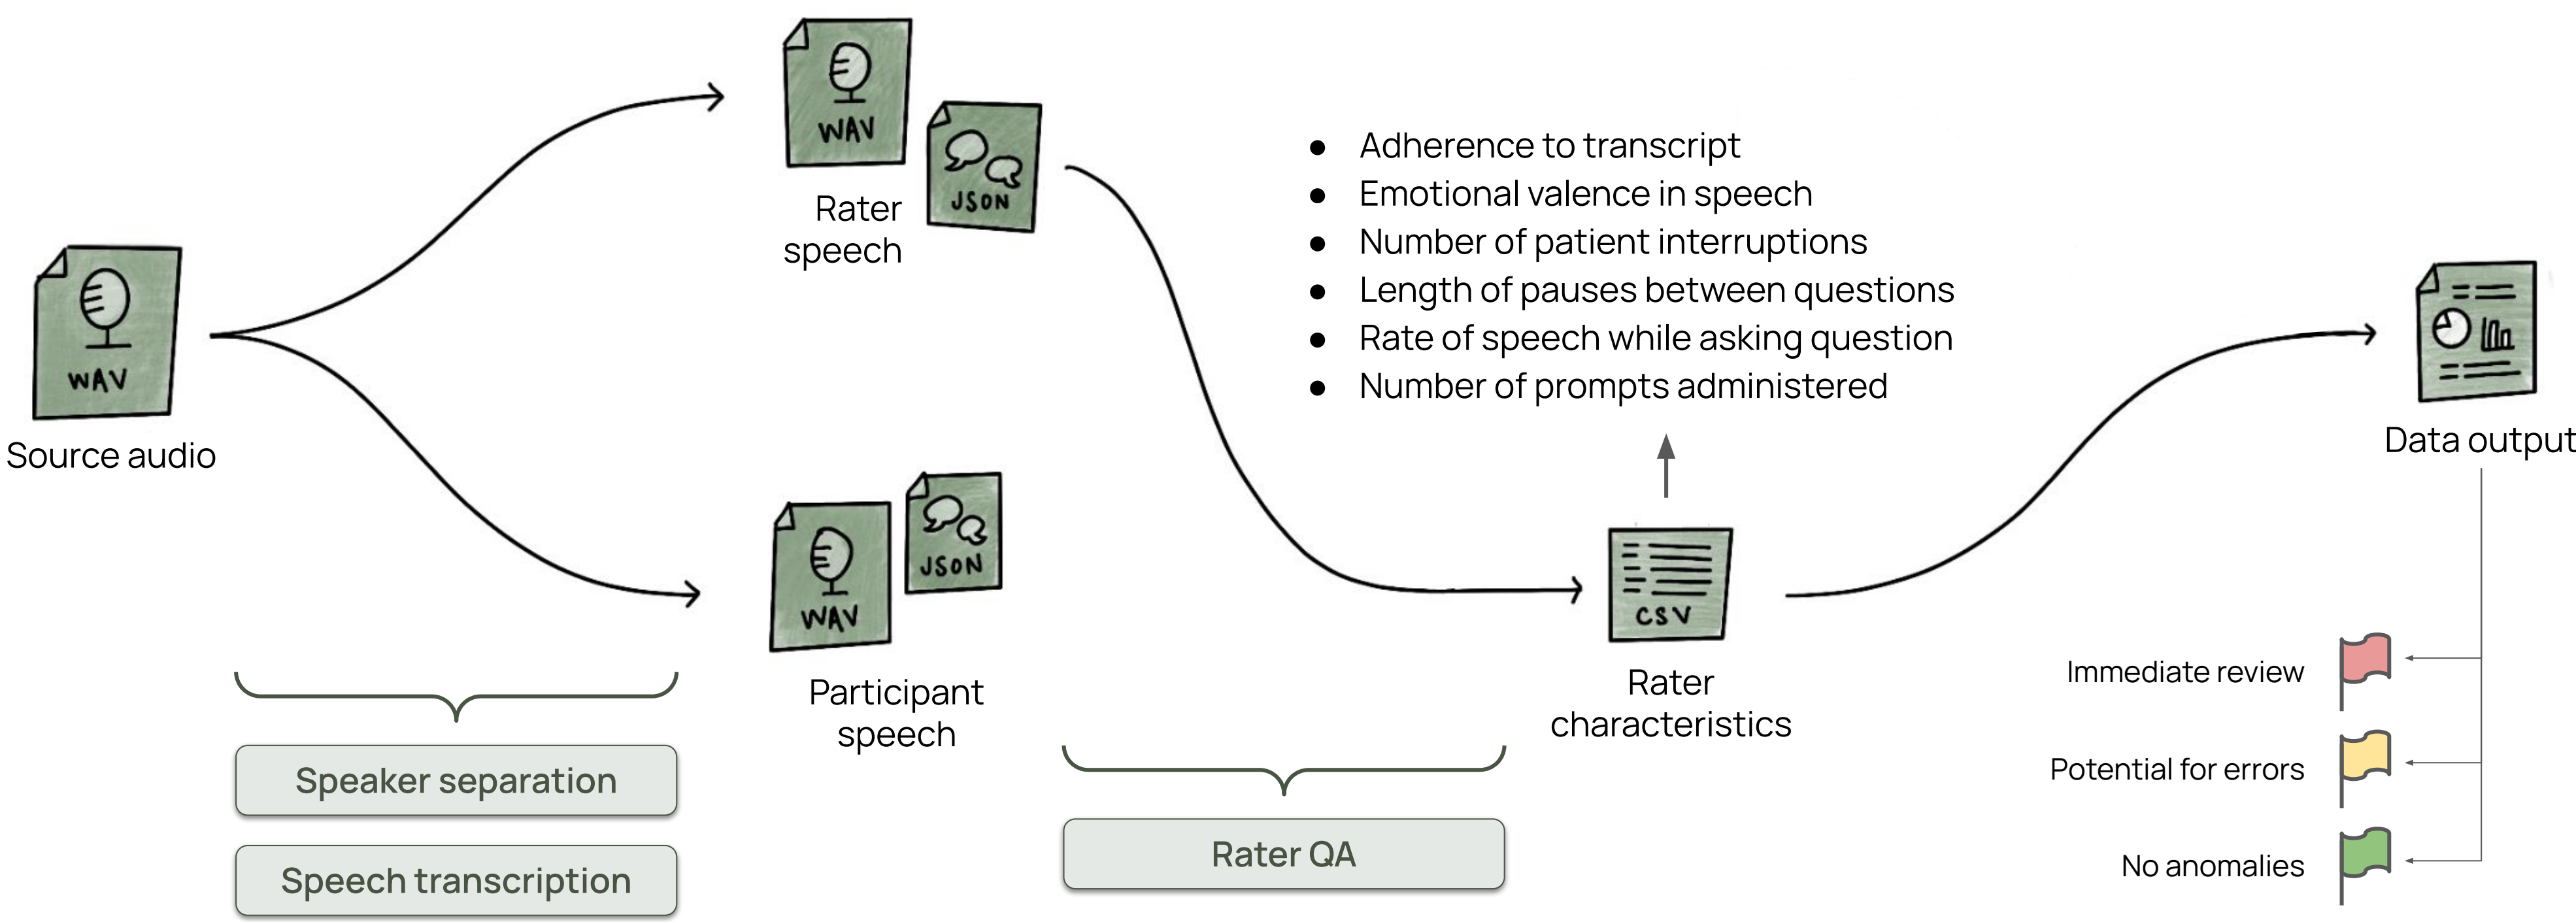 WAV
Source audio
WAV
JSON
Rater
speech
WAV
JSON
Participant
speech
Speaker separation
Speech transcription
Rater QA
● Adherence to transcript
● Emotional valence in speech
● Number of patient interruptions
● Length of pauses between questions
● Rate of speech while asking question
● Number of prompts administered
CSV
Rater
characteristics
Data output
Immediate review
Potential for errors
No anomalies